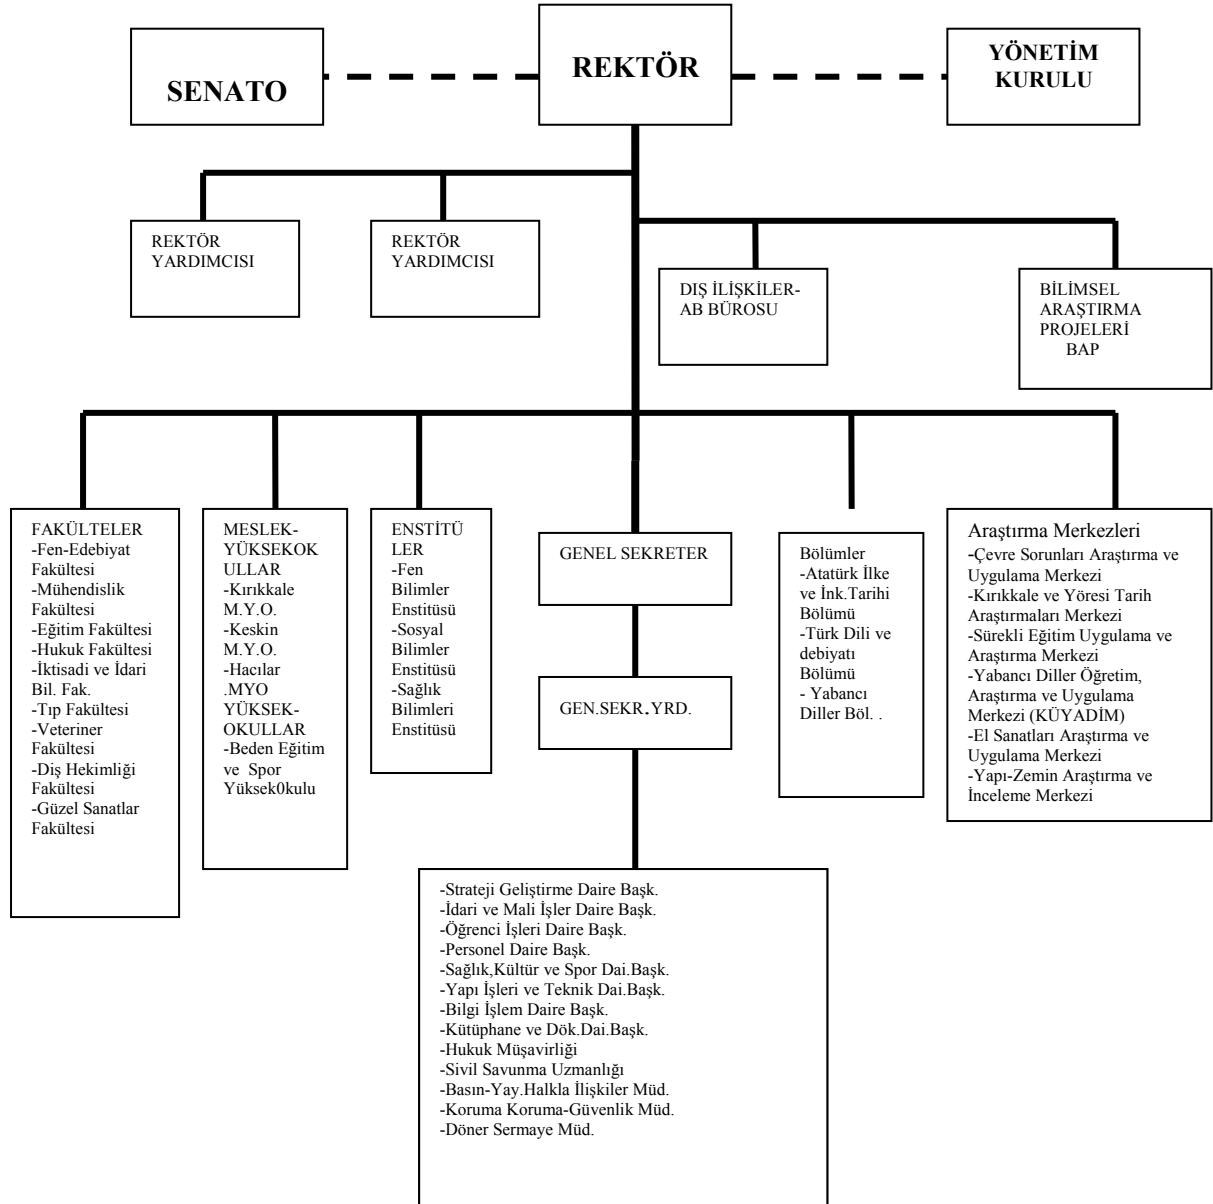 SENATO
REKTÖR
YÖNETİM
KURULU
REKTÖR
YARDIMCISI
REKTÖR
YARDIMCISI
DIŞ İLİŞKİLER-
AB BÜROSU
BİLİMSEL
ARAŞTIRMA
PROJELERİ
BAP
FAKÜLTELER
-Fen-Edebiyat
Fakültesi
-Mühendislik
Fakültesi
-Eğitim Fakültesi
-Hukuk Fakültesi
-İktisadi ve İdari
Bil. Fak.
-Tıp Fakültesi
-Veteriner
Fakültesi
-Diş Hekimliği
Fakültesi
-Güzel Sanatlar
Fakültesi
MESLEK-
YÜKSEKOK
ULLAR
-Kırıkkale
M.Y.O.
-Keskin
M.Y.O.
-Hacılar
.MYO
YÜKSEK-
OKULLAR
-Beden Eğitim
ve Spor
Yüksek0kulu
ENSTİTÜ
LER
-Fen
Bilimler
Enstitüsü
-Sosyal
Bilimler
Enstitüsü
-Sağlık
Bilimleri
Enstitüsü
GENEL SEKRETER
GEN.SEKR.YRD.
Bölümler
-Atatürk İlke
ve İnk.Tarihi
Bölümü
-Türk Dili ve
debiyatı
Bölümü
- Yabancı
Diller Böl. .
Araştırma Merkezleri
-Çevre Sorunları Araştırma ve
Uygulama Merkezi
-Kırıkkale ve Yöresi Tarih
Araştırmaları Merkezi
-Sürekli Eğitim Uygulama ve
Araştırma Merkezi
-Yabancı Diller Öğretim,
Araştırma ve Uygulama
Merkezi (KÜYADİM)
-El Sanatları Araştırma ve
Uygulama Merkezi
-Yapı-Zemin Araştırma ve
İnceleme Merkezi
-Strateji Geliştirme Daire Başk.
-İdari ve Mali İşler Daire Başk.
-Öğrenci İşleri Daire Başk.
-Personel Daire Başk.
-Sağlık,Kültür ve Spor Dai.Başk.
-Yapı İşleri ve Teknik Dai.Başk.
-Bilgi İşlem Daire Başk.
-Kütüphane ve Dök.Dai.Başk.
-Hukuk Müşavirliği
-Sivil Savunma Uzmanlığı
-Basın-Yay.Halkla İlişkiler Müd.
-Koruma Koruma-Güvenlik Müd.
-Döner Sermaye Müd.